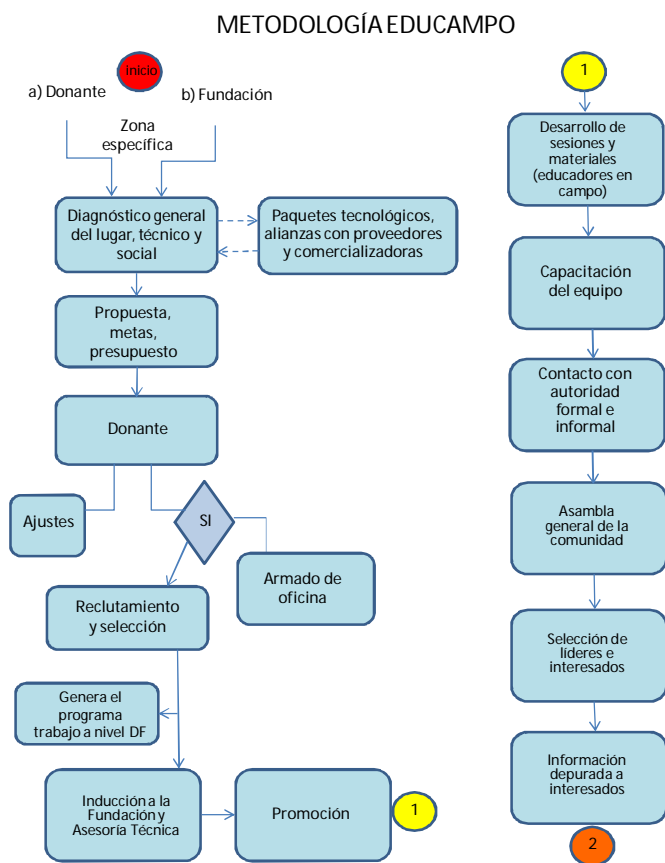 METODOLOGÍA EDUCAMPO
inicio
a) Donante
b) Fundación
Zona
específica
Diagnóstico general
del lugar, técnico y
social
Paquetes tecnológicos,
alianzas con proveedores
y comercializadoras
Propuesta,
metas,
presupuesto
Donante
Ajustes
SI
Armado de
oficina
Reclutamiento
y selección
Genera el
programa
trabajo a nivel DF
Inducción a la
Fundación y
Asesoría Técnica
Promoción
1
1
Desarrollo de
sesiones y
materiales
(educadores en
campo)
Capacitación
del equipo
Contacto con
autoridad
formal e
informal
Asambla
general de la
comunidad
Selección de
líderes e
interesados
Información
depurada a
interesados
2